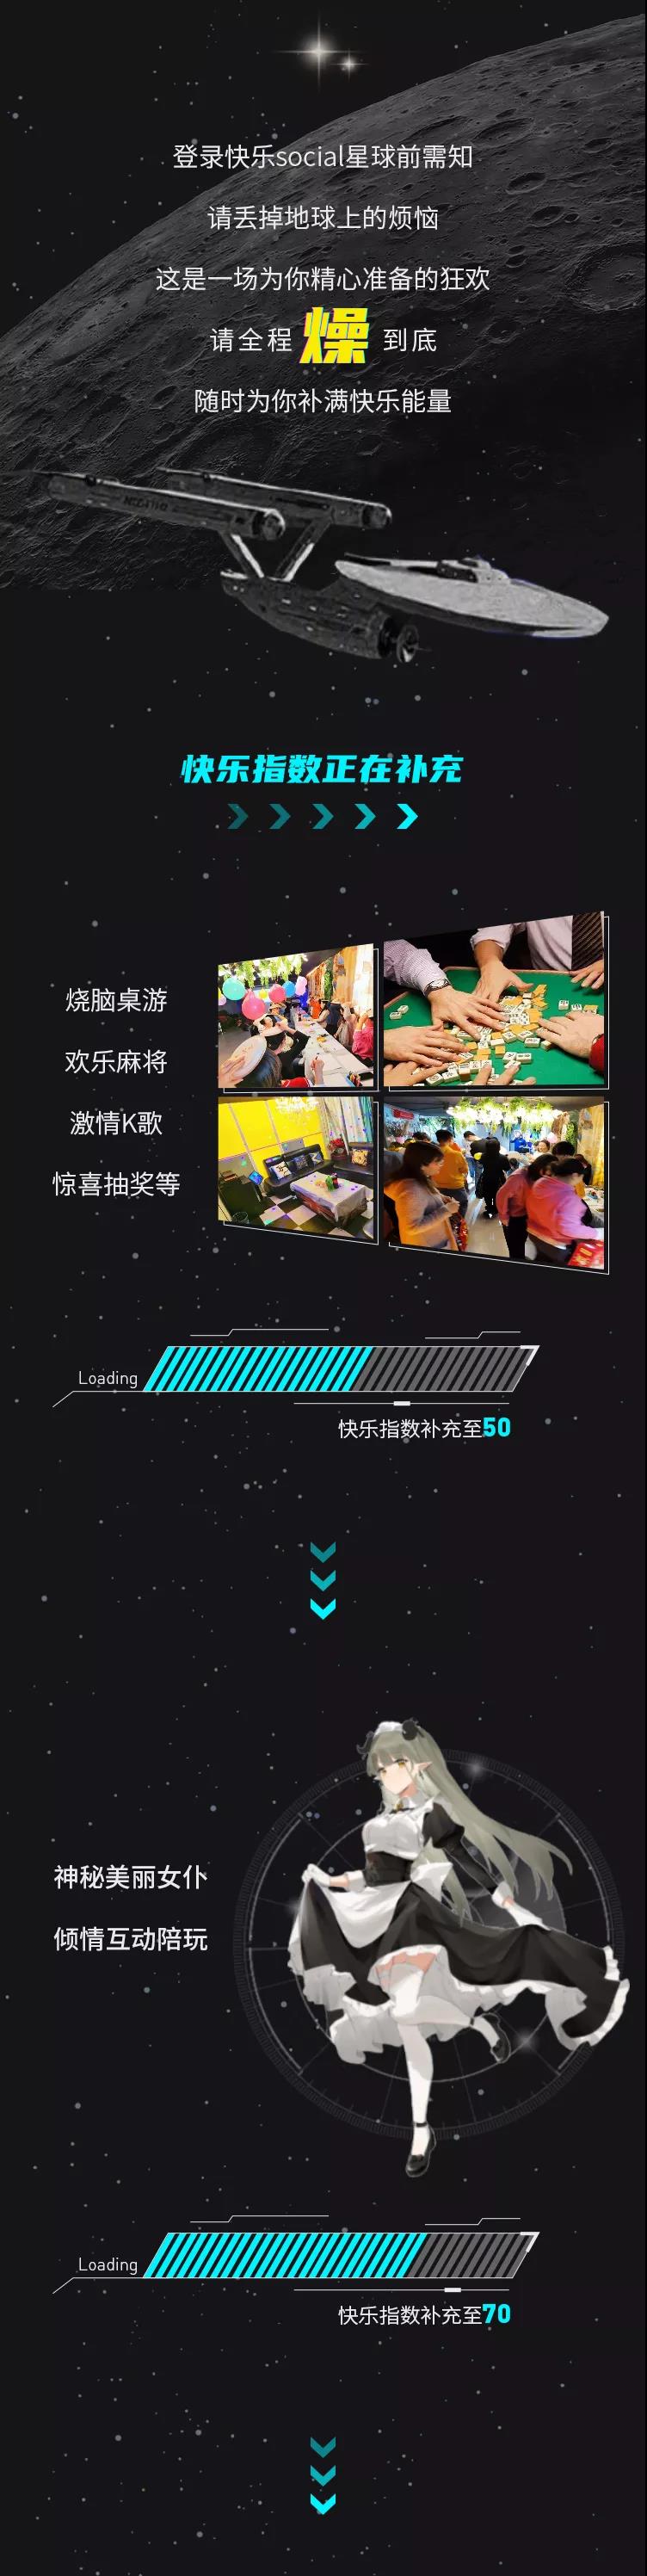 登录快乐social星球前需知
请丢掉地球上的烦恼
这是一场为你精心准备的狂欢
请全程燥到底
随时为你补满快乐能量
快乐指数正在补充
烧脑桌游
欢乐麻将
激情K歌
惊喜抽奖等
Loading
快乐指数补充至50
神秘美丽女仆
倾情互动陪玩
Loading
快乐指数补充至70